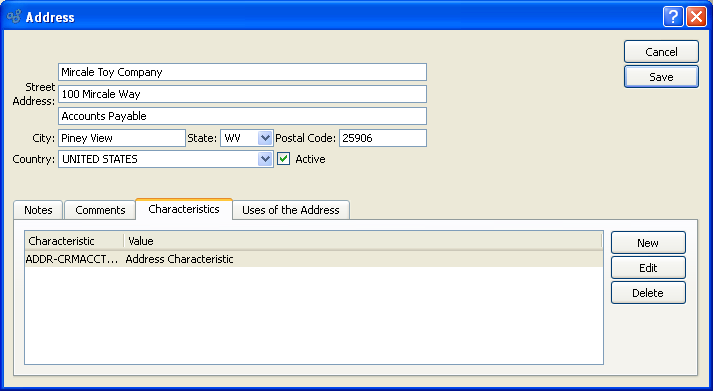 Address
Cancel
Save
Street Address:
Mircale Toy Company
100 Mircale Way
Accounts Payable
City: Piney View State: WV Postal Code: 25906
Country: UNITED STATES Active
Notes Comments Characteristics Uses of the Address
Characteristic Value
ADDR-CRMACCT... Address Characteristic
New
Edit
Delete